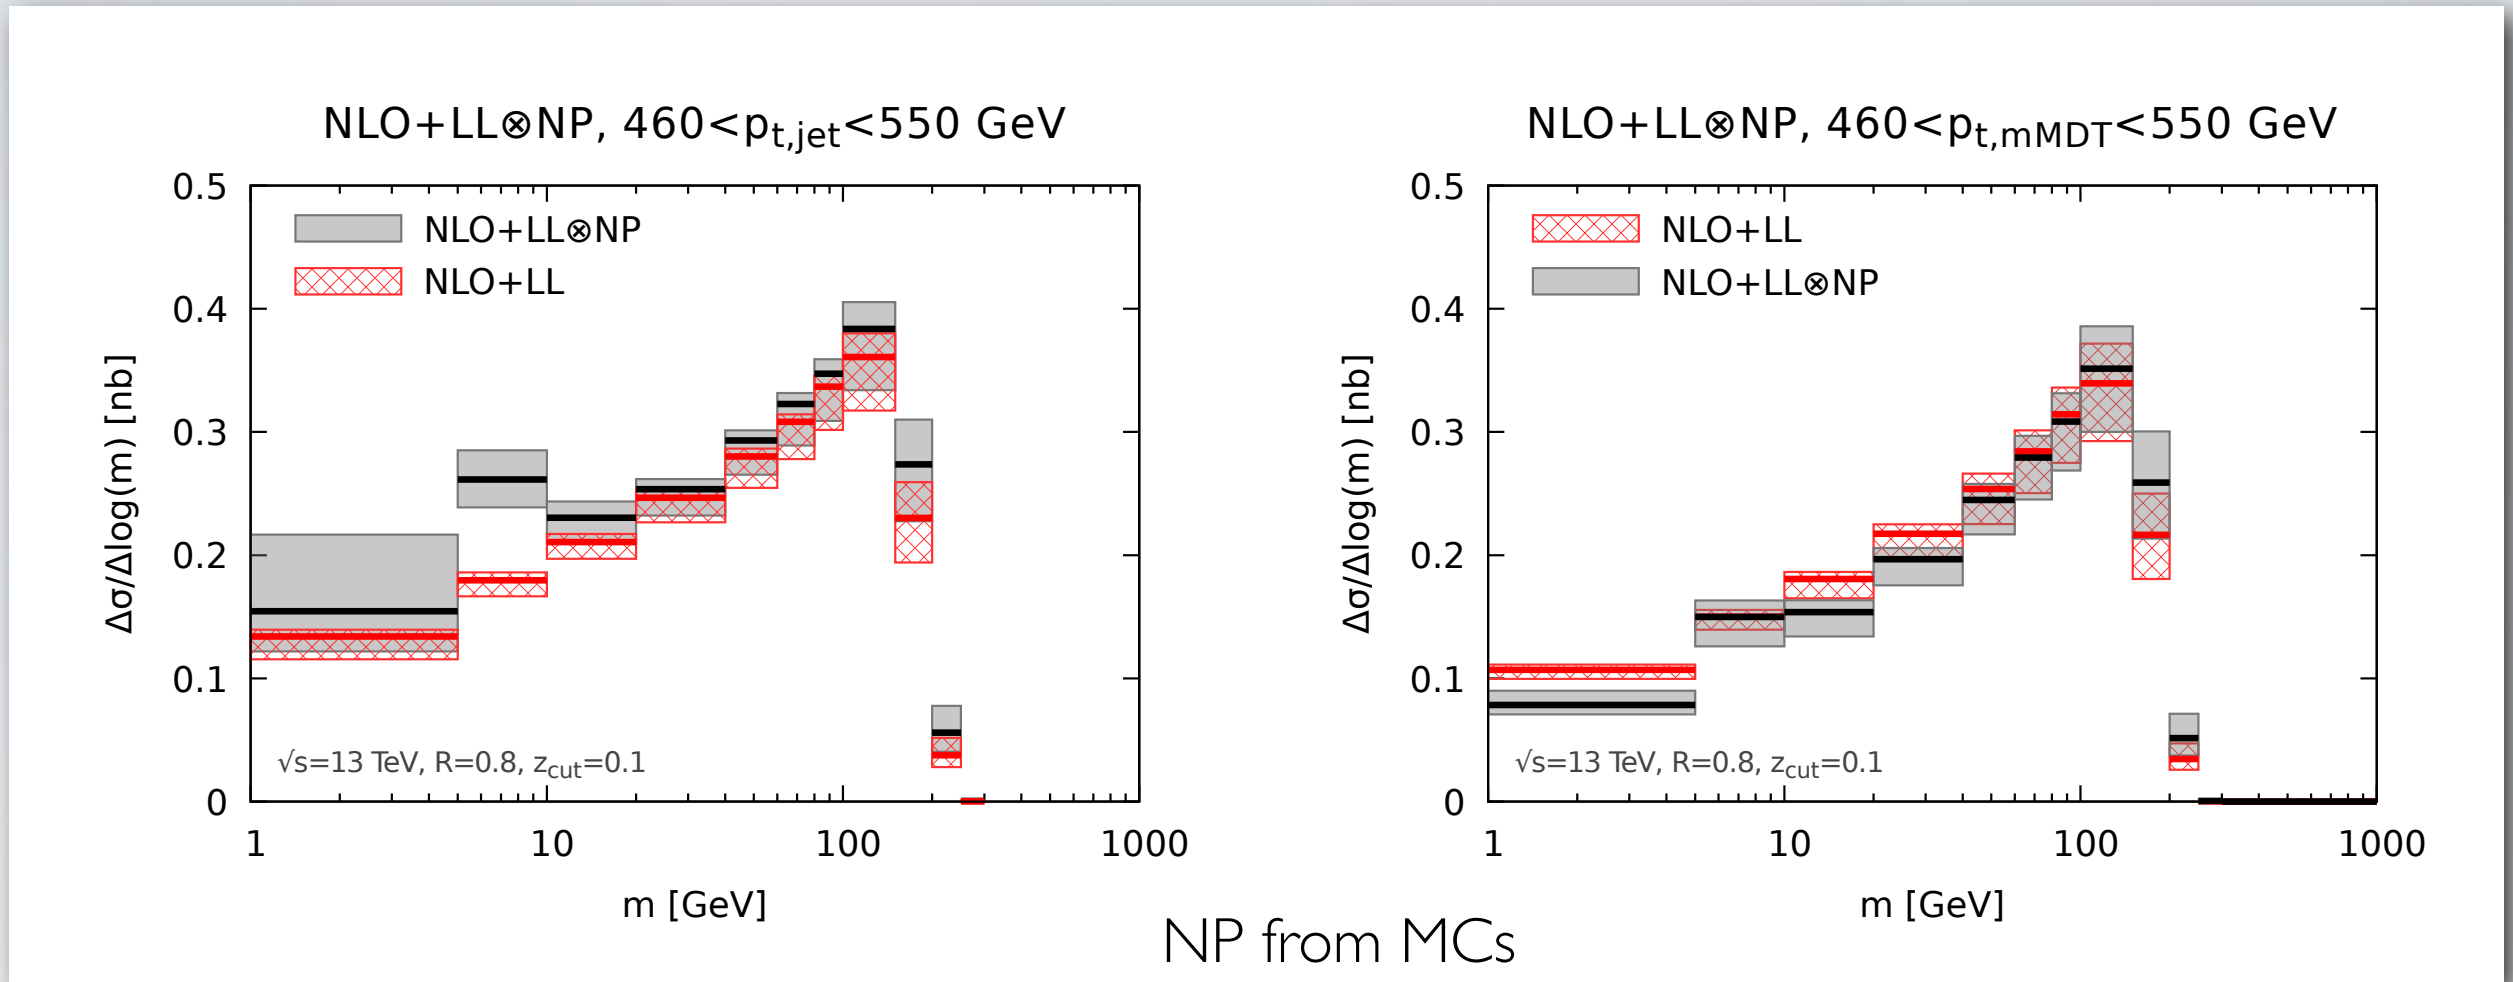 NLO+LL⊗NP, 460<pt,jet<550 GeV
0.5
0.4
0.3
0.2
0.1
0
Δσ/Δlog(m) [nb]
NLO+LL⊗NP
NLO+LL
√s=13 TeV, R=0.8, zcut=0.1
1 10 100 1000
m [GeV]
NLO+LL⊗NP, 460<pt,mMDT<550 GeV
0.5
0.4
0.3
0.2
0.1
0
Δσ/Δlog(m) [nb]
NLO+LL
NLO+LL⊗NP
√s=13 TeV, R=0.8, zcut=0.1
1 10 100 1000
m [GeV]
NP from MCs